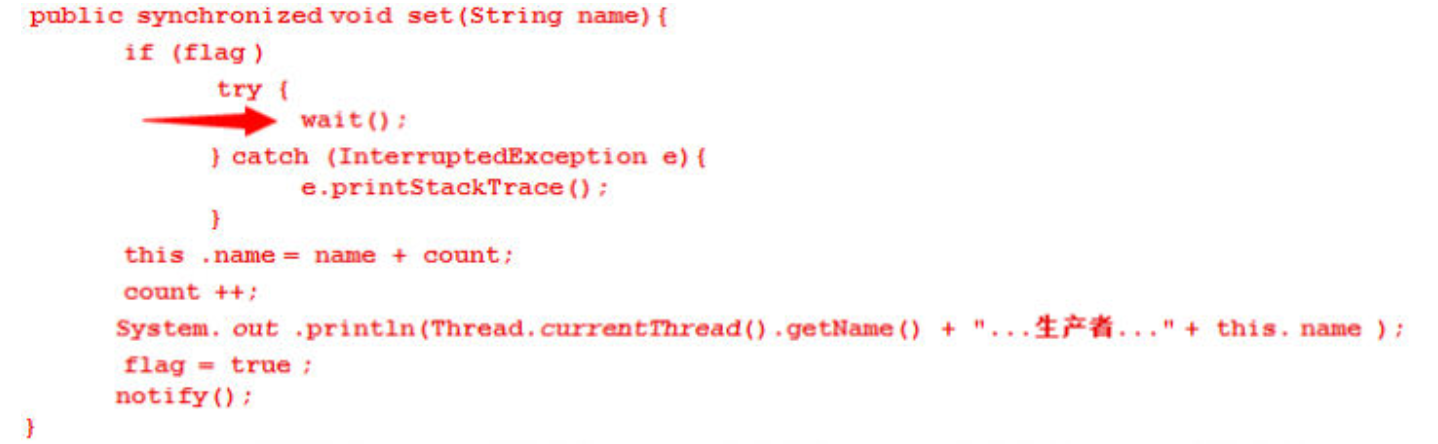 public synchronized void set(String name){
if (flag)
try {
wait();
} catch (InterruptedException e){
e.printStackTrace();
}
this .name = name + count;
count ++;
System. out .println(Thread.currentThread().getName() + "...生产者..." + this. name );
flag = true ;
notify();
}